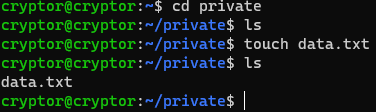 cryptor@cryptor:~$ cd private
cryptor@cryptor:~/private$ ls
cryptor@cryptor:~/private$ touch data.txt
cryptor@cryptor:~/private$ ls
data.txt
cryptor@cryptor:~/private$